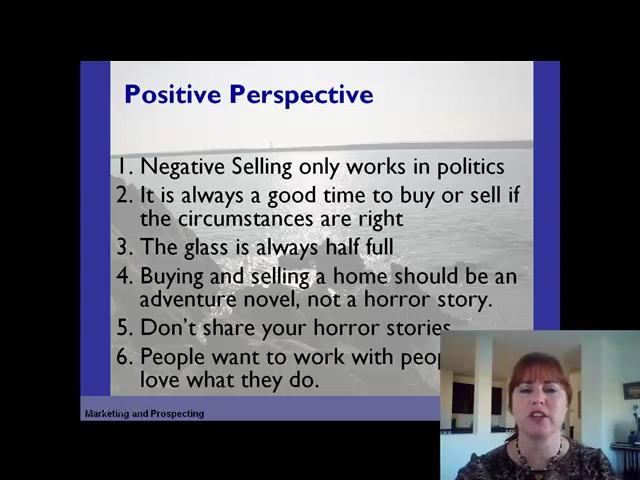 Positive Perspective
1. Negative Selling only works in politics
2. It is always a good time to buy or sell if
the circumstances are right
3. The glass is always half full
4. Buying and selling a home should be an
adventure novel, not a horror story.
5. Don't share your horror stories
6. People want to work with
love what they do.
Marketing and Prospecting